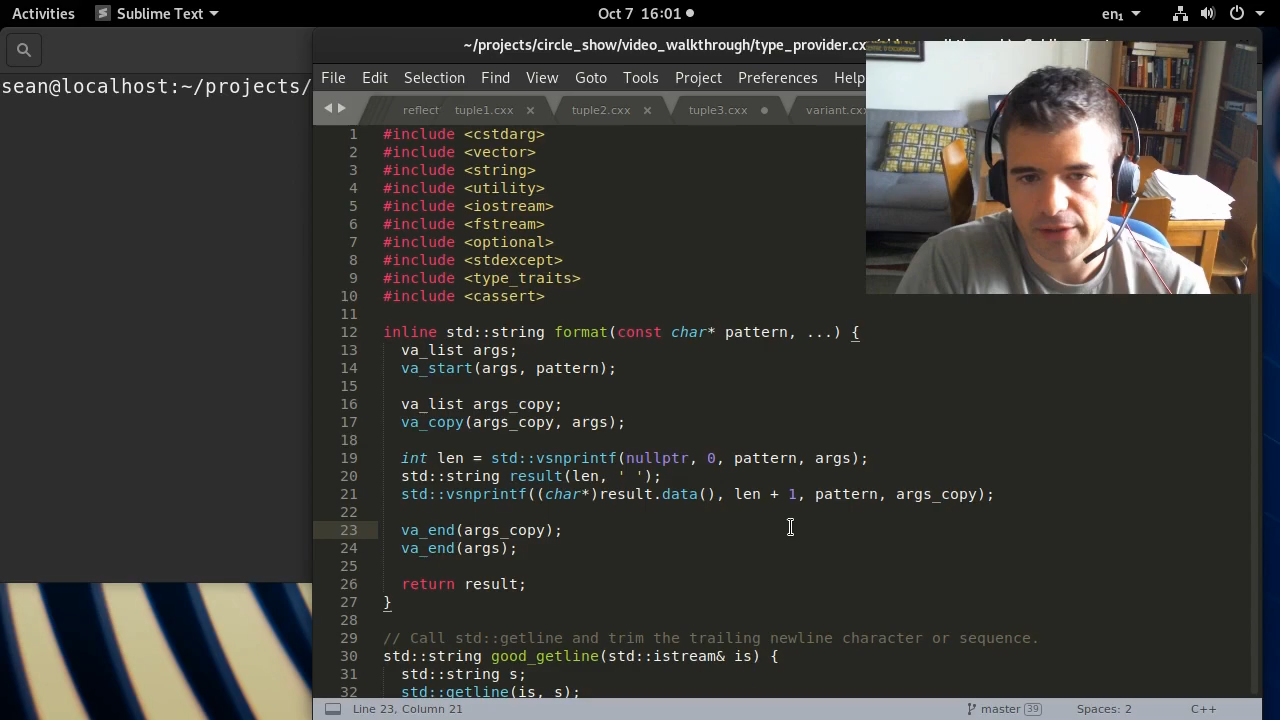 Activities Sublime Text Oct 7 16:01 en₁
~/projects/circle_show/video_walkthrough/type_provider.cx
sean@localhost:~/projects/
File Edit Selection Find View Goto Tools Project Preferences Help
reflect tuple1.cxx tuple2.cxx tuple3.cxx variant.cxx
1 #include <cstdarg>
2 #include <vector>
3 #include <string>
4 #include <utility>
5 #include <iostream>
6 #include <fstream>
7 #include <optional>
8 #include <stdexcept>
9 #include <type_traits>
10 #include <cassert>
11
12 inline std::string format(const char* pattern, ...) {
13 va_list args;
14 va_start(args, pattern);
15
16 va_list args_copy;
17 va_copy(args_copy, args);
18
19 int len = std::vsnprintf(nullptr, 0, pattern, args);
20 std::string result(len, ' ');
21 std::vsnprintf((char*)result.data(), len + 1, pattern, args_copy);
22
23 va_end(args_copy);
24 va_end(args);
25
26 return result;
27 }
28
29 // Call std::getline and trim the trailing newline character or sequence.
30 std::string good_getline(std::istream& is) {
31 std::string s;
32 std::getline(is, s);
Line 23, Column 21 master 39 Spaces: 2 C++